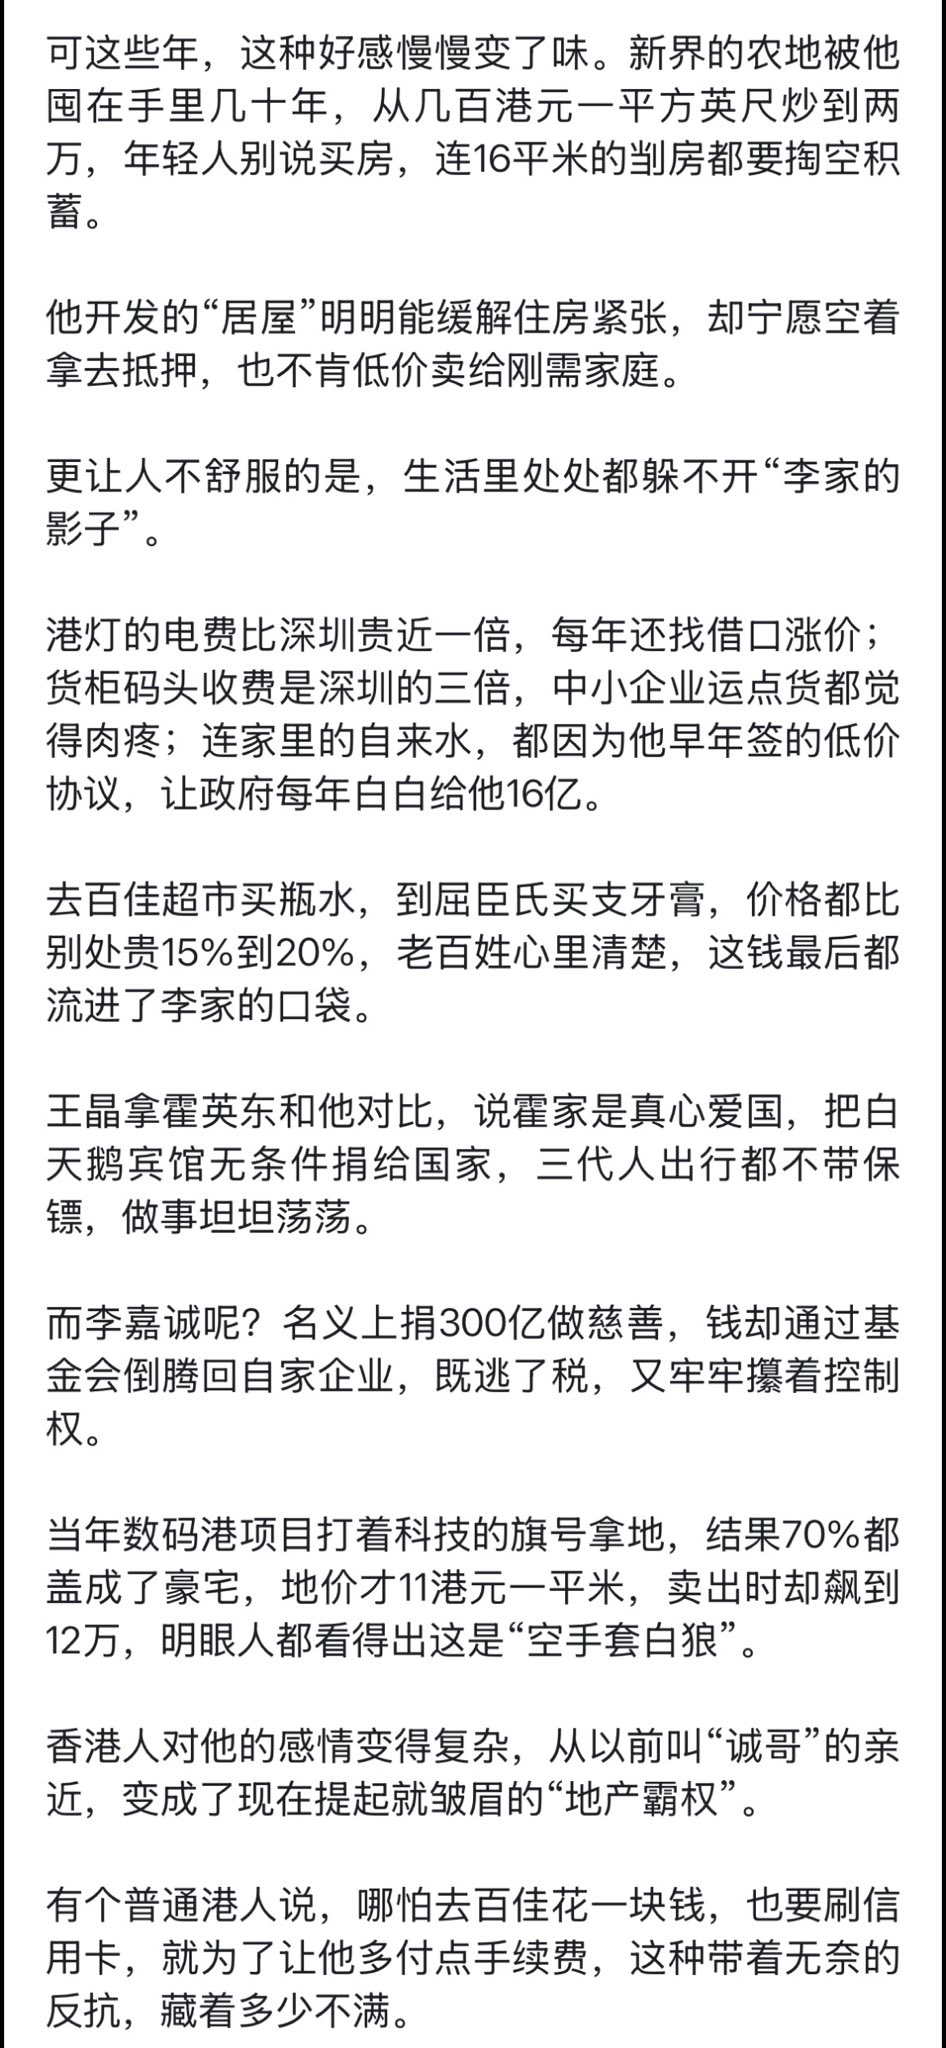 可这些年，这种好感慢慢变了味。新界的农地被他
囤在手里几十年，从几百港元一平方英尺炒到两
万，年轻人别说买房，连16平米的㓥房都要掏空积
蓄。
他开发的“居屋”明明能缓解住房紧张，却宁愿空着
拿去抵押，也不肯低价卖给刚需家庭。
更让人不舒服的是，生活里处处都躲不开“李家的
影子”。
港灯的电费比深圳贵近一倍，每年还找借口涨价；
货柜码头收费是深圳的三倍，中小企业运点货都觉
得肉疼；连家里的自来水，都因为他早年签的低价
协议，让政府每年白白给他16亿。
去百佳超市买瓶水，到屈臣氏买支牙膏，价格都比
别处贵15%到20%，老百姓心里清楚，这钱最后都
流进了李家的口袋。
王晶拿霍英东和他对比，说霍家是真心爱国，把白
天鹅宾馆无条件捐给国家，三代人出行都不带保
镖，做事坦坦荡荡。
而李嘉诚呢？名义上捐300亿做慈善，钱却通过基
金会倒腾回自家企业，既逃了税，又牢牢攥着控制
权。
当年数码港项目打着科技的旗号拿地，结果70%都
盖成了豪宅，地价才11港元一平米，卖出时却飙到
12万，明眼人都看得出这是“空手套白狼”。
香港人对他的感情变得复杂，从以前叫“诚哥”的亲
近，变成了现在提起就皱眉的“地产霸权”。
有个普通港人说，哪怕去百佳花一块钱，也要刷信
用卡，就为了让他多付点手续费，这种带着无奈的
反抗，藏着多少不满。